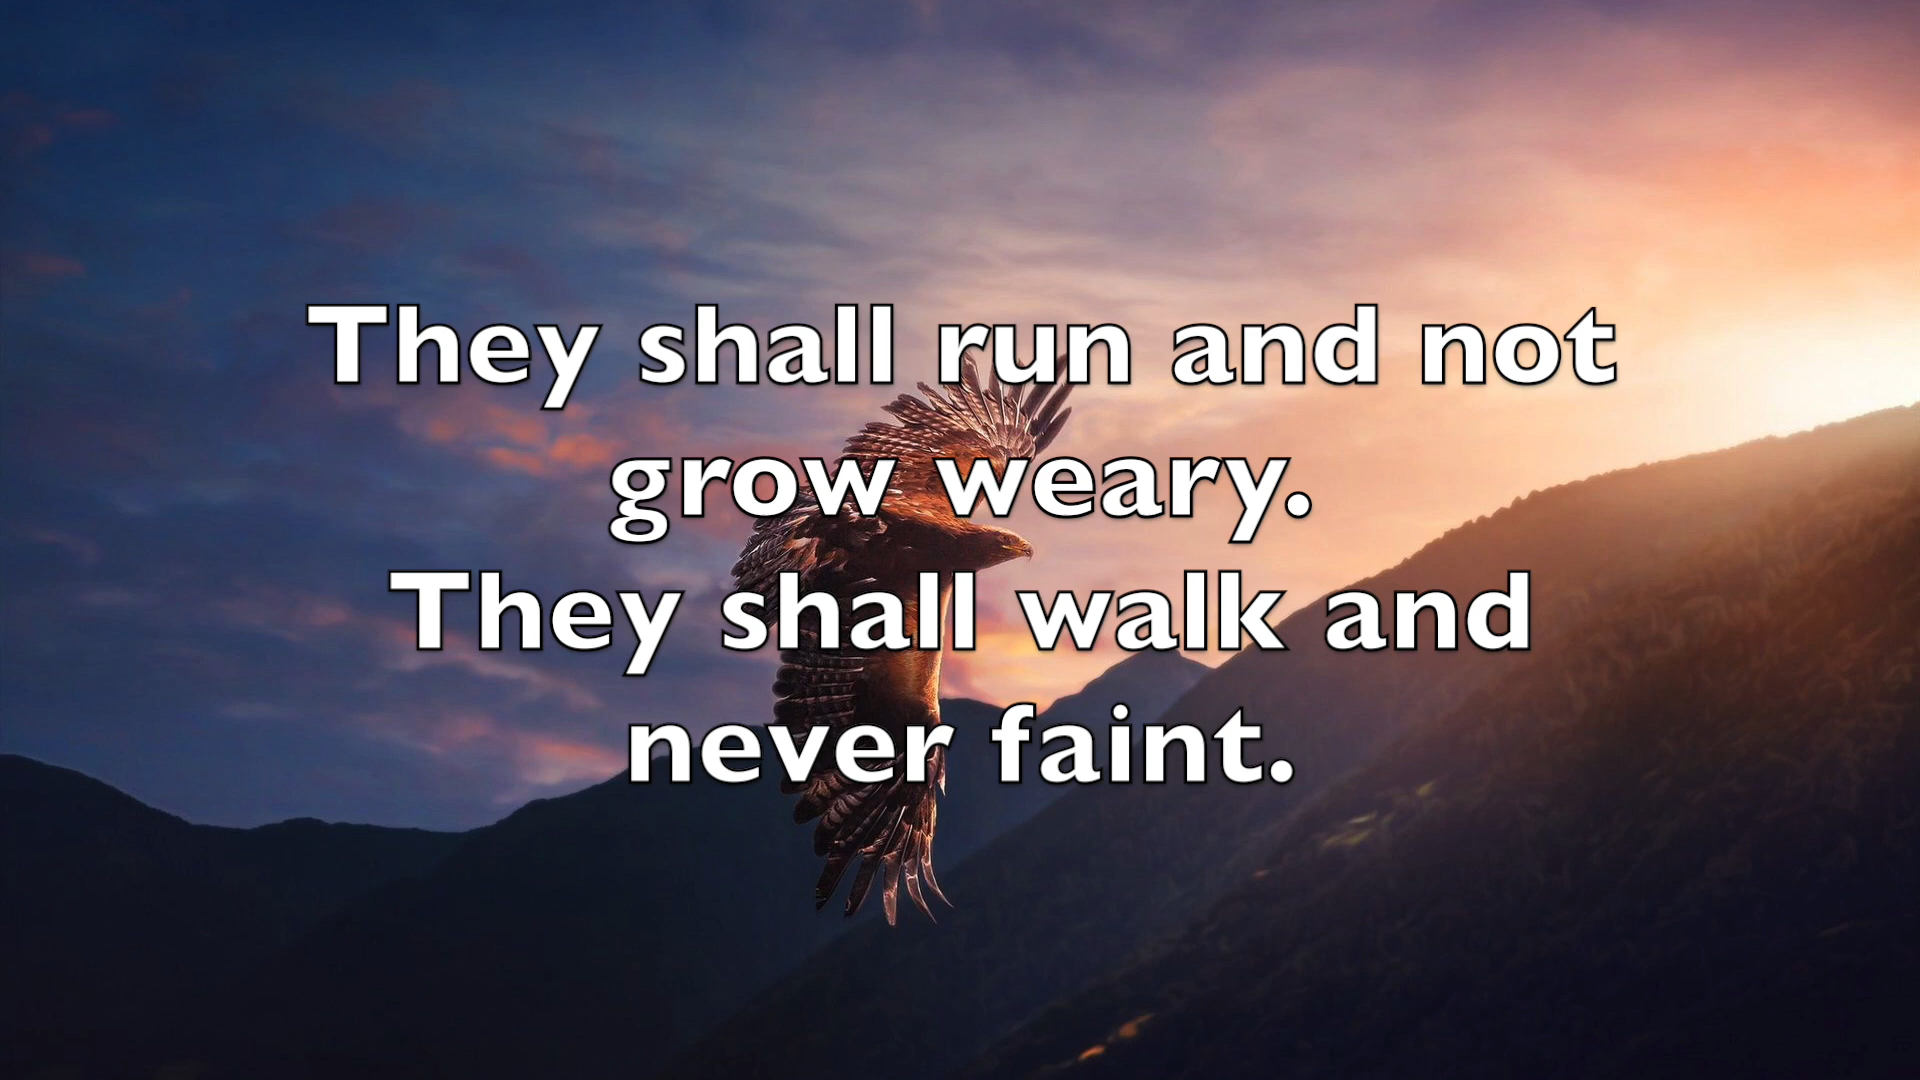 They shall run and not
grow weary.
They shall walk and
never faint.